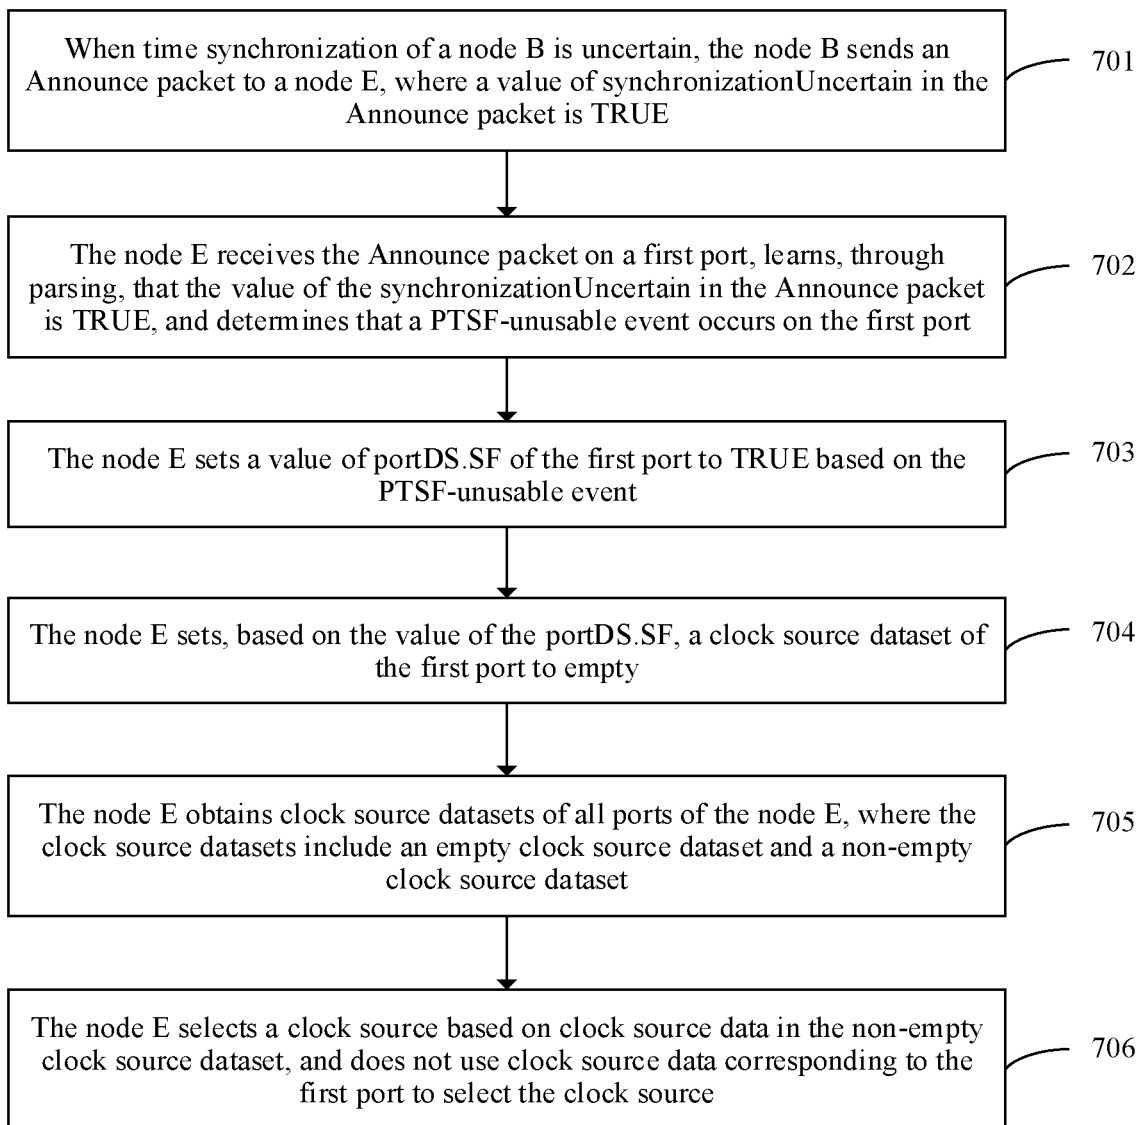 When time synchronization of a node B is uncertain, the node B sends an
Announce packet to a node E, where a value of synchronizationUncertain in the
Announce packet is TRUE
701
The node E receives the Announce packet on a first port, learns, through
parsing, that the value of the synchronizationUncertain in the Announce packet
is TRUE, and determines that a PTSF-unusable event occurs on the first port
702
The node E sets a value of portDS.SF of the first port to TRUE based on the
PTSF-unusable event
703
The node E sets, based on the value of the portDS.SF, a clock source dataset of
the first port to empty
704
The node E obtains clock source datasets of all ports of the node E, where the
clock source datasets include an empty clock source dataset and a non-empty
clock source dataset
705
The node E selects a clock source based on clock source data in the non-empty
clock source dataset, and does not use clock source data corresponding to the
first port to select the clock source
706